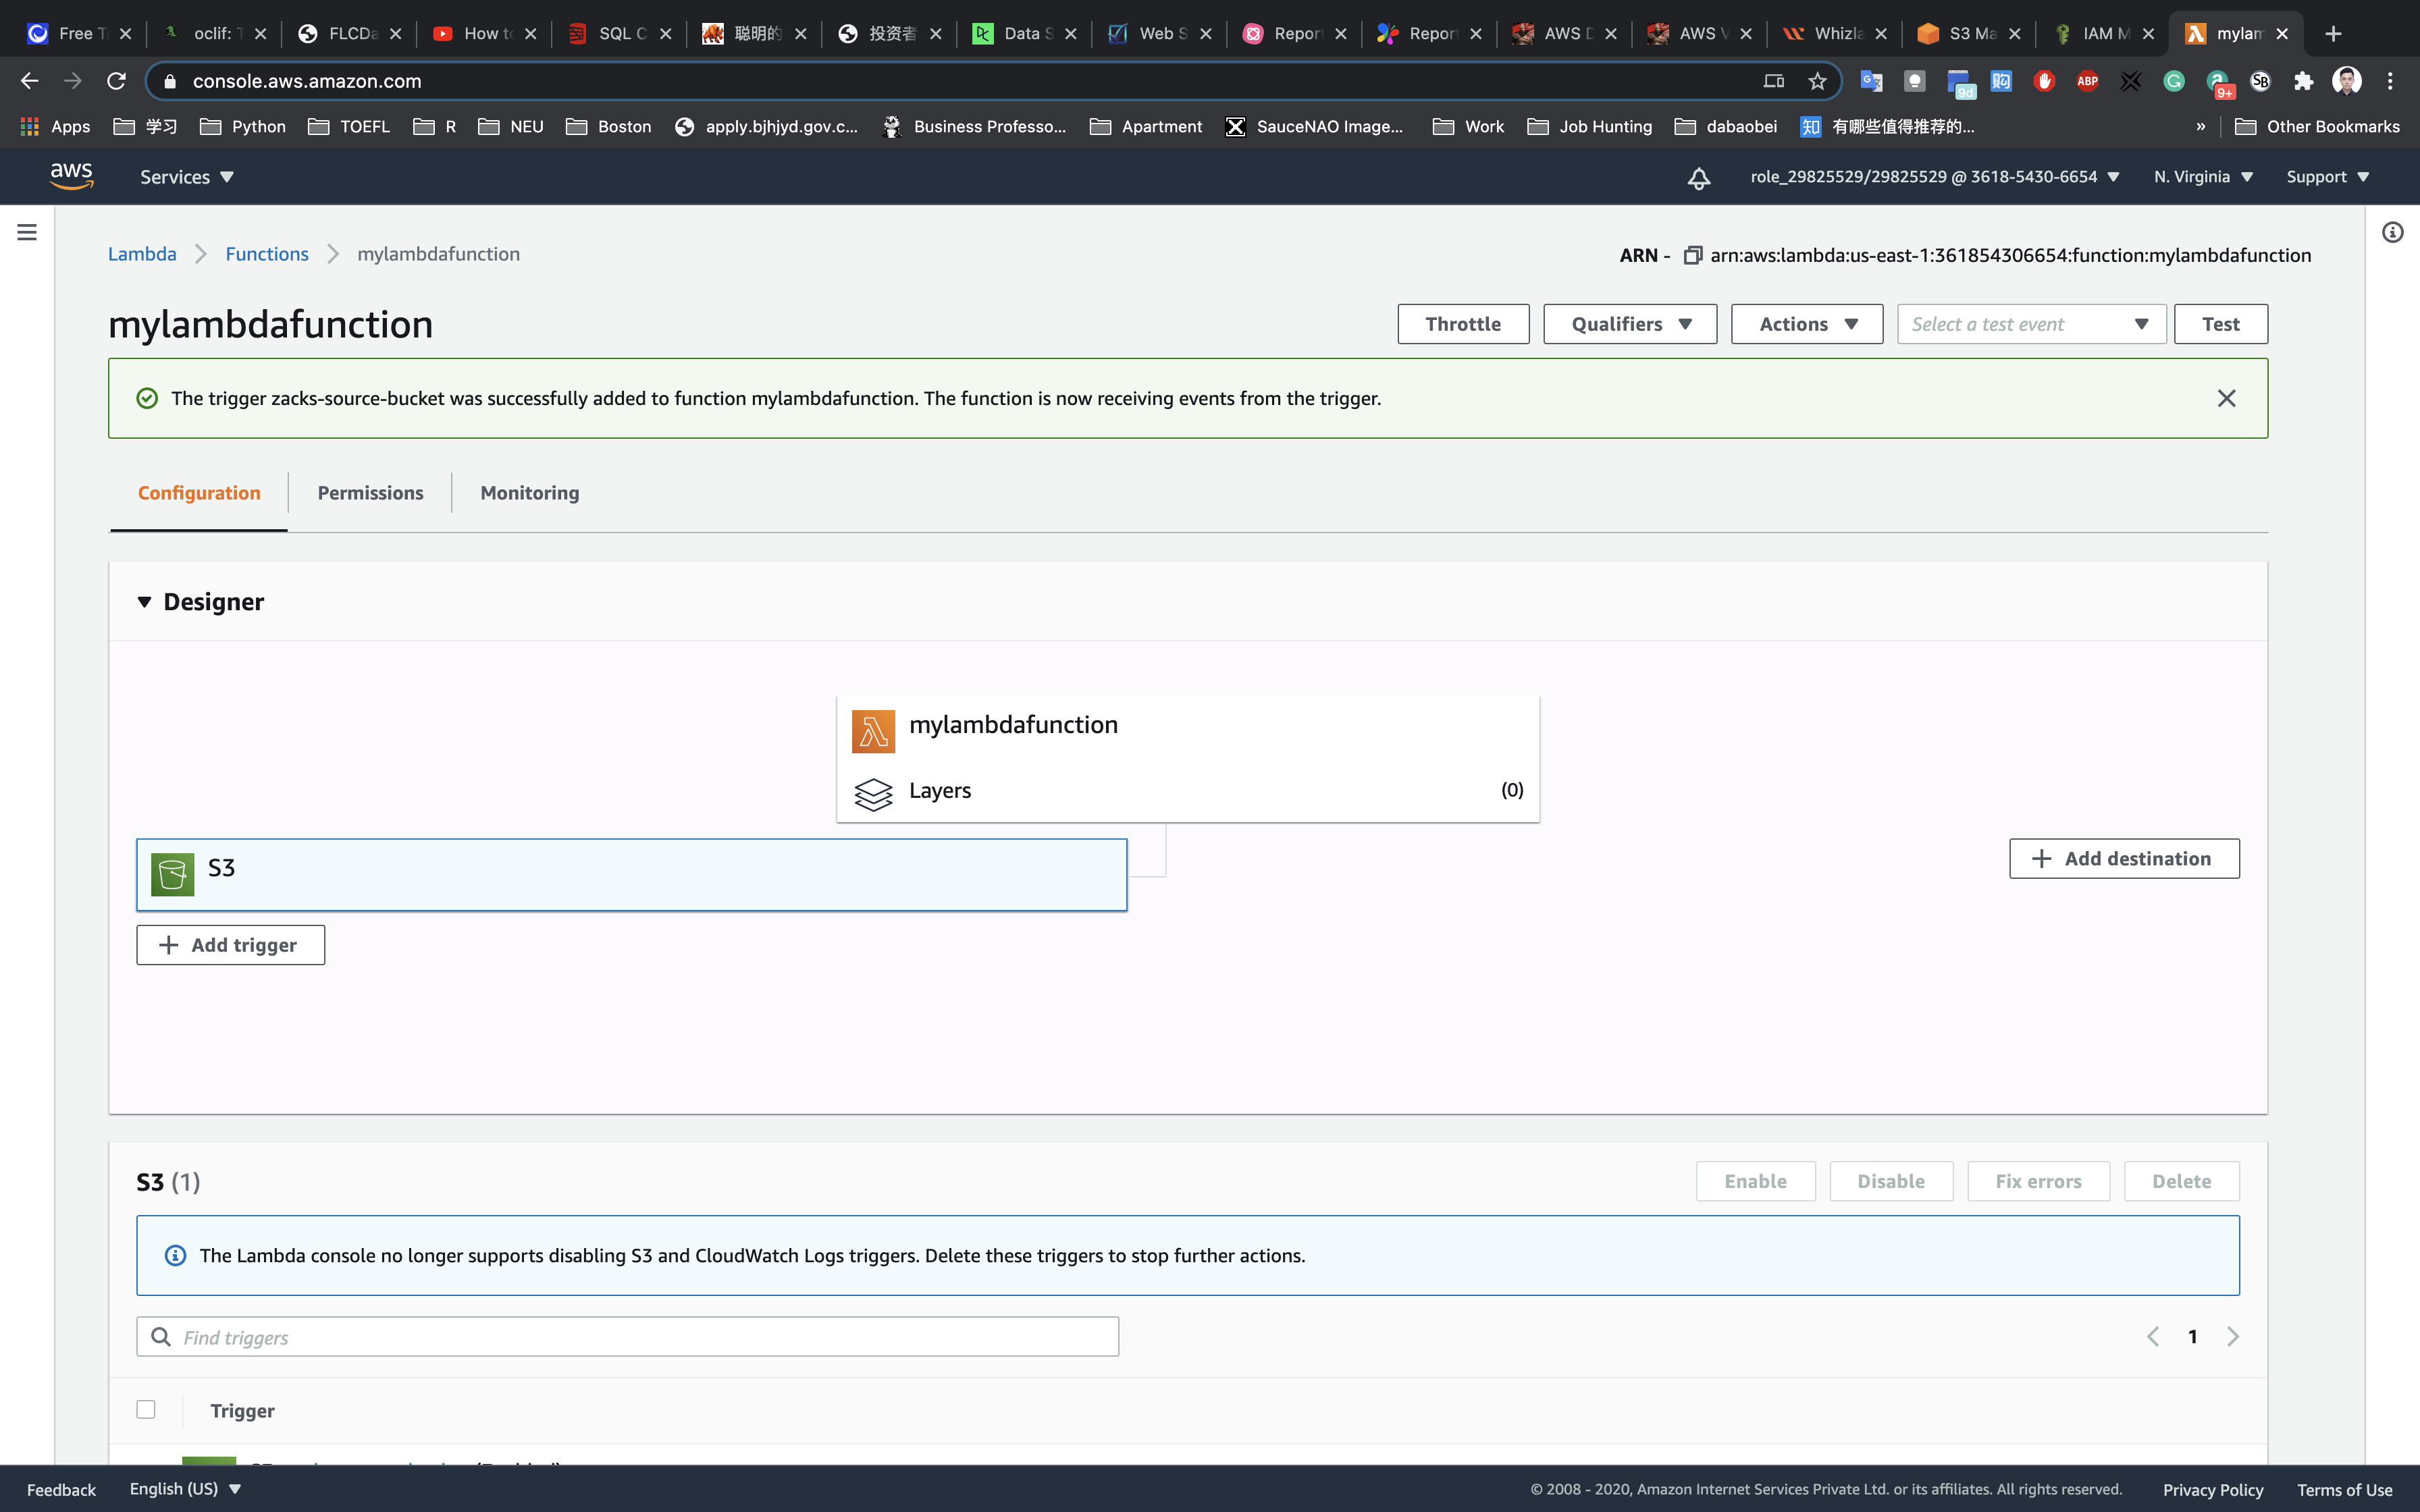 Free T oclif: T FLCDa How to SQL C 聪明的 投资者 Data S Web S Report Report AWS D AWS V Whizla S3 Ma IAM M mylam
console.aws.amazon.com
9d ABP 9+ SB
Apps 学习 Python TOEFL R NEU Boston apply.bjhjyd.gov.c... Business Professo... Apartment SauceNAO Image... Work Job Hunting dabaobei 知 有哪些值得推荐的... » Other Bookmarks
aws Services role_29825529/29825529 @ 3618-5430-6654 N. Virginia Support
Lambda Functions mylambdafunction ARN - arn:aws:lambda:us-east-1:361854306654:function:mylambdafunction
mylambdafunction Throttle Qualifiers Actions Select a test event Test
The trigger zacks-source-bucket was successfully added to function mylambdafunction. The function is now receiving events from the trigger.
Configuration Permissions Monitoring
Designer
mylambdafunction
Layers (0)
S3
Add destination
Add trigger
S3 (1) Enable Disable Fix errors Delete
The Lambda console no longer supports disabling S3 and CloudWatch Logs triggers. Delete these triggers to stop further actions.
Find triggers 1
Trigger
Feedback English (US) © 2008 - 2020, Amazon Internet Services Private Ltd. or its affiliates. All rights reserved. Privacy Policy Terms of Use